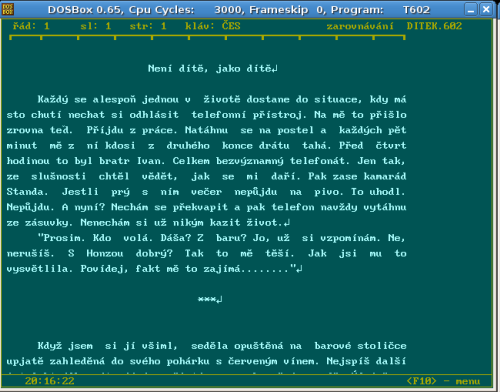 DOSBox 0.65, Cpu Cycles: 3000, Frameskip 0, Program: T602
řád: 1 sl: 1 str: 1 kláv: ČES zarovnávání DITEK.602
Není dítě, jako dítě
Každý se alespoň jednou v životě dostane do situace, kdy má
sto chutí nechat si odhlásit telefonní přístroj. Na mě to přišlo
zrovna teď. Příjdu z práce. Natáhnu se na postel a každých pět
minut mě z ní kdosi z druhého konce drátu tahá. Před čtvrt
hodinou to byl bratr Ivan. Celkem bezvýznamný telefonát. Jen tak,
ze slušnosti chtěl vědět, jak se mi daří. Pak zase kamarád
Standa. Jestli prý s ním večer nepůjdu na pivo. To uhodl.
Nepůjdu. A nyní? Nechám se překvapit a pak telefon navždy vytáhnu
ze zásuvky. Nenechám si už nikým kazit život.
"Prosim. Kdo volá. Dáša? Z baru? Jo, už si vzpomínám. Ne,
nerušíš. S Honzou dobrý? Tak to mě těší. Jak jsi mu to
vysvětlila. Povídej, fakt mě to zajímá........"
***
Když jsem si jí všiml, seděla opuštěná na barové stoličce
upjatě zahleděná do svého pohárku s červeným vínem. Nejspíš další
20:16:22 <F10> - menu